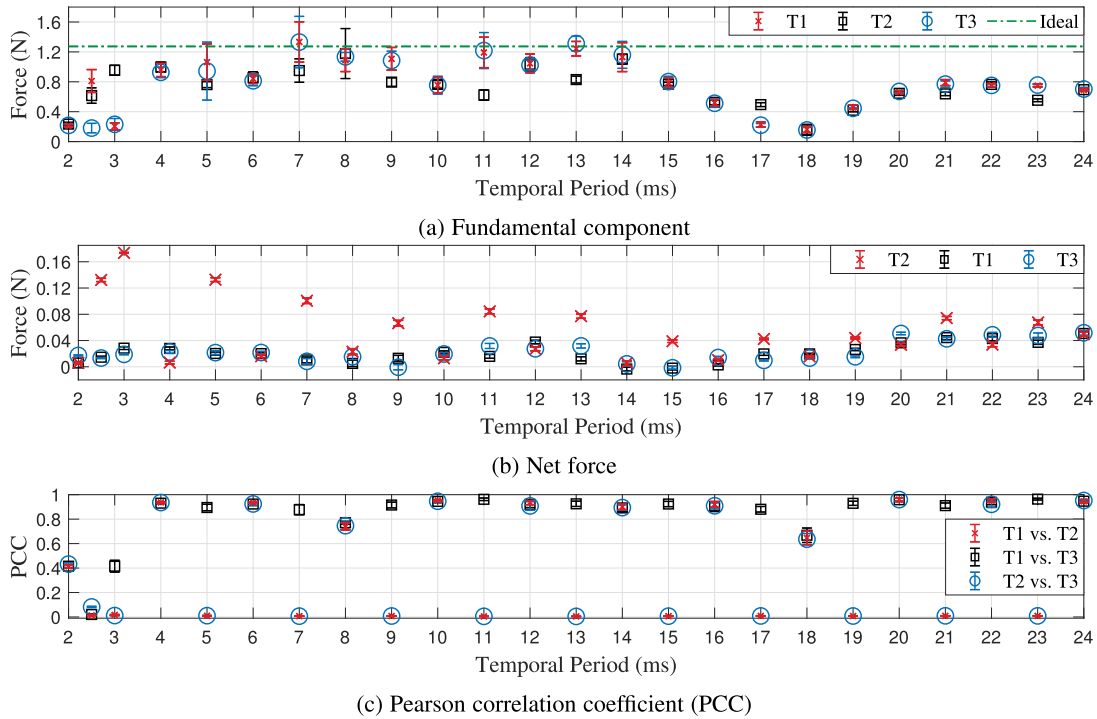 1.6
1.2
0.8
0.4
0
Force (N)
T1 T2 T3 Ideal
2 3 4 5 6 7 8 9 10 11 12 13 14 15 16 17 18 19 20 21 22 23 24
Temporal Period (ms)
(a) Fundamental component
0.16
0.12
0.08
0.04
0
Force (N)
T2 T1 T3
2 3 4 5 6 7 8 9 10 11 12 13 14 15 16 17 18 19 20 21 22 23 24
Temporal Period (ms)
(b) Net force
1
0.8
0.6
0.4
0.2
0
PCC
T1 vs. T2
T1 vs. T3
T2 vs. T3
2 3 4 5 6 7 8 9 10 11 12 13 14 15 16 17 18 19 20 21 22 23 24
Temporal Period (ms)
(c) Pearson correlation coefficient (PCC)